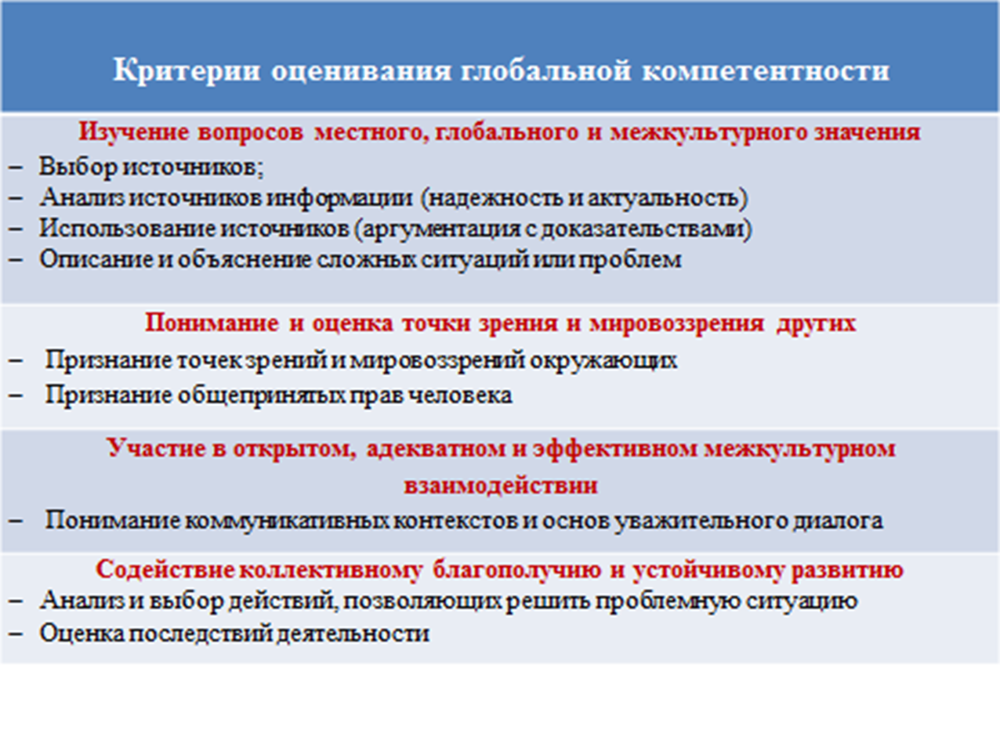 Критерии оценивания глобальной компетентности
Изучение вопросов местного, глобального и межкультурного значения
– Выбор источников;
– Анализ источников информации (надежность и актуальность)
– Использование источников (аргументация с доказательствами)
– Описание и объяснение сложных ситуаций или проблем
Понимание и оценка точки зрения и мировоззрения других
– Признание точек зрений и мировоззрений окружающих
– Признание общепринятых прав человека
Участие в открытом, адекватном и эффективном межкультурном
взаимодействии
– Понимание коммуникативных контекстов и основ уважительного диалога
Содействие коллективному благополучию и устойчивому развитию
– Анализ и выбор действий, позволяющих решить проблемную ситуацию
– Оценка последствий деятельности